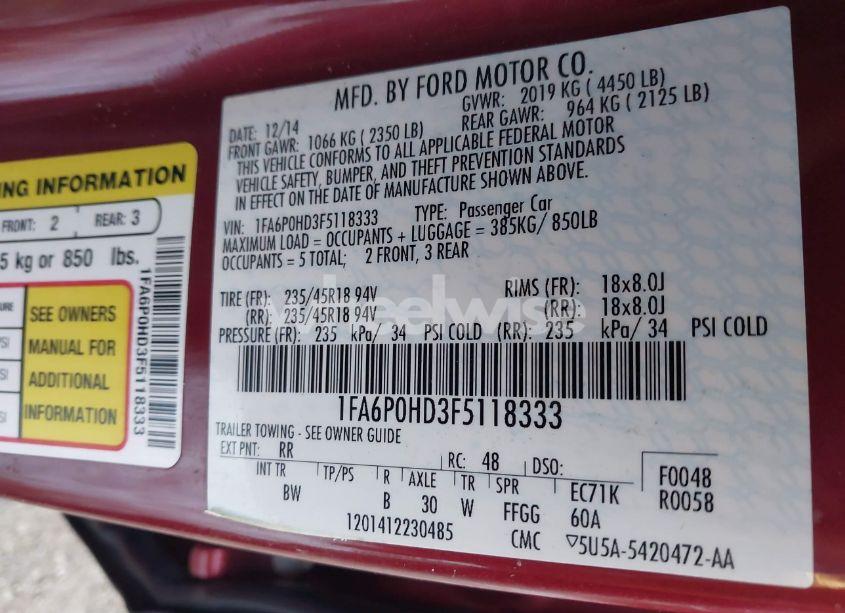 MFD. BY FORD MOTOR CO.
DATE: 12/14 GVWR: 2019 KG ( 4450 LB)
FRONT GAWR: 1066 KG ( 2350 LB) REAR GAWR: 964 KG ( 2125 LB)
THIS VEHICLE CONFORMS TO ALL APPLICABLE FEDERAL MOTOR
VEHICLE SAFETY, BUMPER, AND THEFT PREVENTION STANDARDS
IN EFFECT ON THE DATE OF MANUFACTURE SHOWN ABOVE.
VIN: 1FA6P0HD3F5118333 TYPE: Passenger Car
MAXIMUM LOAD = OCCUPANTS + LUGGAGE = 385KG/ 850LB
OCCUPANTS = 5 TOTAL; 2 FRONT, 3 REAR
TIRE (FR): 235/45R18 94V RIMS (FR): 18x8.0J
(RR) 235/45R18 94V (RR): 18x8.0J
PRESSURE (FR): 235 kPa/ 34 PSI COLD (RR): 235 kPa/ 34 PSI COLD
1FA6P0HD3F5118333
TRAILER TOWING - SEE OWNER GUIDE
EXT PNT: RR RC: 48 DSO: F0048
R0058
INT TR TP/PS R AXLE TR SPR EC71K
BW B 30 W FFGG 60A
1201412230485 CMC ▽5U5A-5420472-AA
ING INFORMATION
FRONT: 2 REAR: 3
5 kg or 850 lbs.
SEE OWNERS
MANUAL FOR
ADDITIONAL
INFORMATION
1FA6P0HD3F5118333
wheelwise